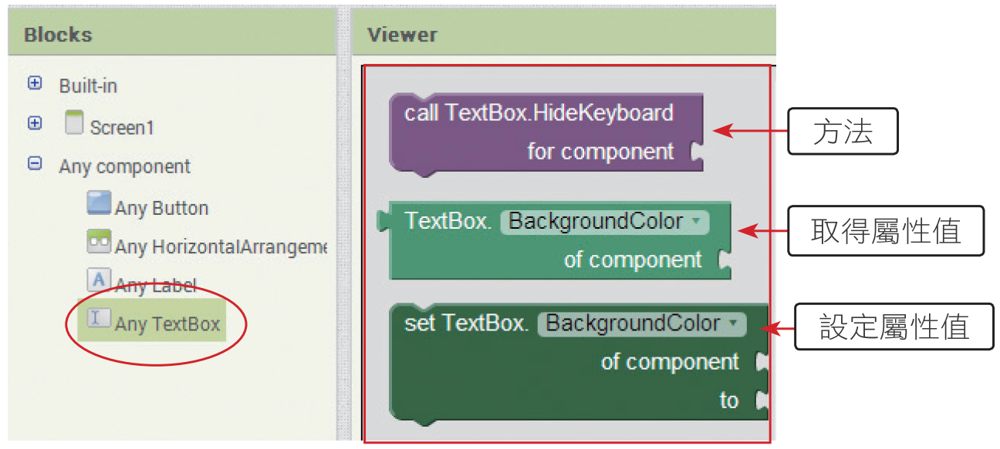 Blocks
Built-in
Screen1
Any component
Any Button
Any HorizontalArrangeme
Any Label
Any TextBox
Viewer
call TextBox.HideKeyboard
for component
方法
TextBox. BackgroundColor
of component
取得屬性值
set TextBox. BackgroundColor
of component
to
設定屬性值